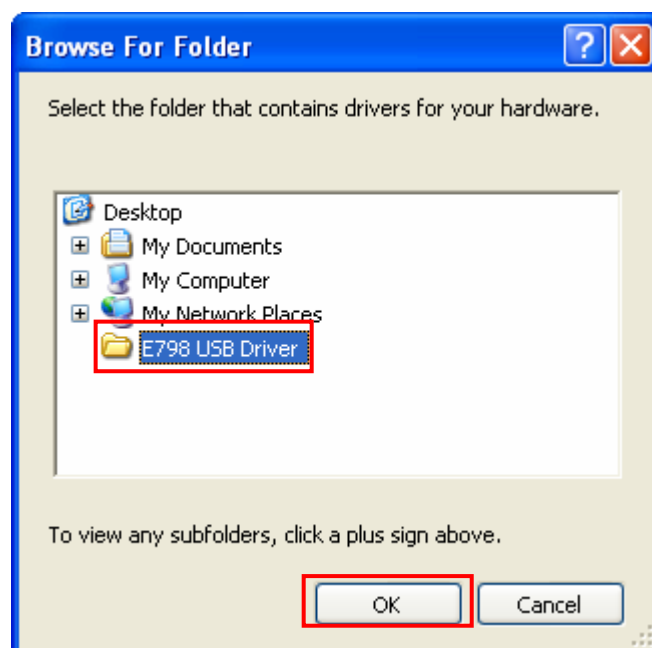 Browse For Folder
Select the folder that contains drivers for your hardware.
Desktop
My Documents
My Computer
My Network Places
E798 USB Driver
To view any subfolders, click a plus sign above.
OK
Cancel